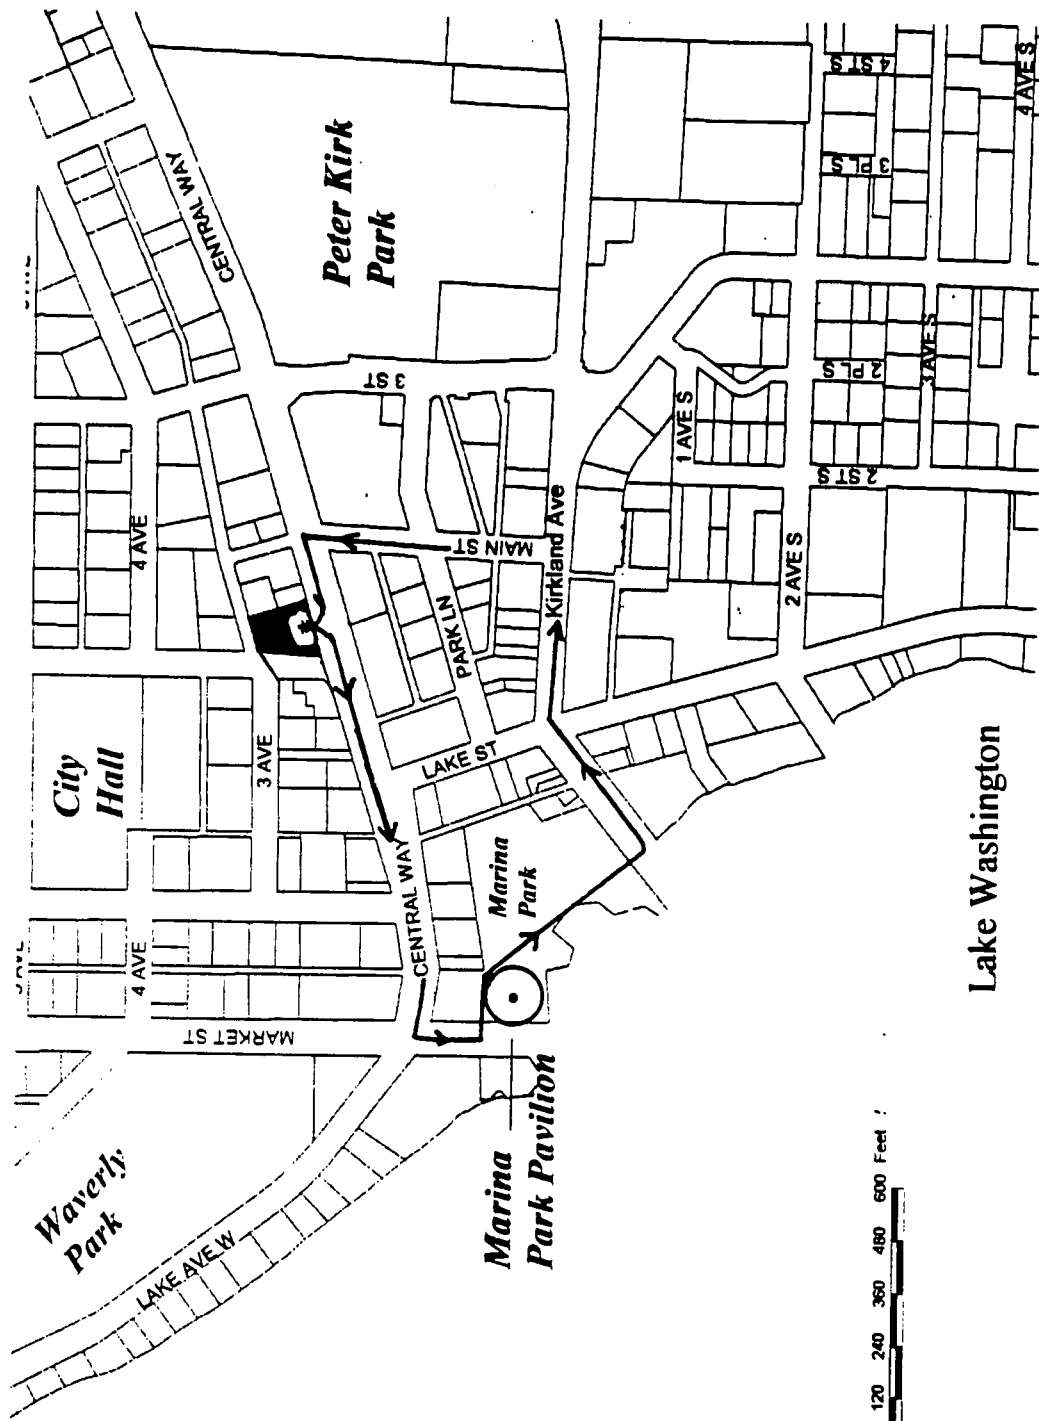 CENTRAL WAY
Peter Kirk
Park
4 ST S
3 PL S
4 AVE S
3 ST
2 PL S
3 AVE S
1 AVE S
2 ST S
4 AVE
MAIN ST
Kirkland Ave
2 AVE S
PARK LN
City
Hall
3 AVE
LAKE ST
CENTRAL WAY
Marina
Park
4 AVE
MARKET ST
Lake Washington
Waverly
Park
LAKE AVE W
Marina
Park Pavilion
120 240 360 480 600 Feet